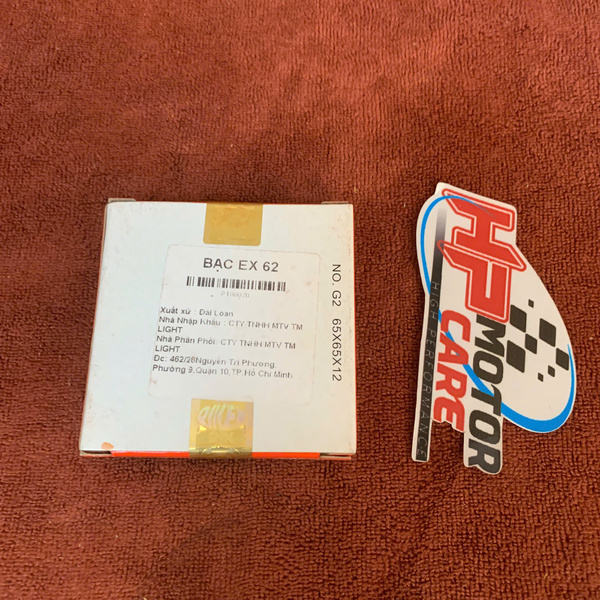 BẠC EX 62
Xuất xứ : Đài Loan
Nhà Nhập Khẩu : CTY TNHH MTV TM
LIGHT
Nhà Phân Phối: CTY TNHH MTV TM
LIGHT
Đc: 462/28Nguyễn Tri Phương,
Phường 9,Quận 10,TP.Hồ Chí Minh
NO. G2 65X65X12
HP MOTOR
CARE
HIGH PERFORMANCE